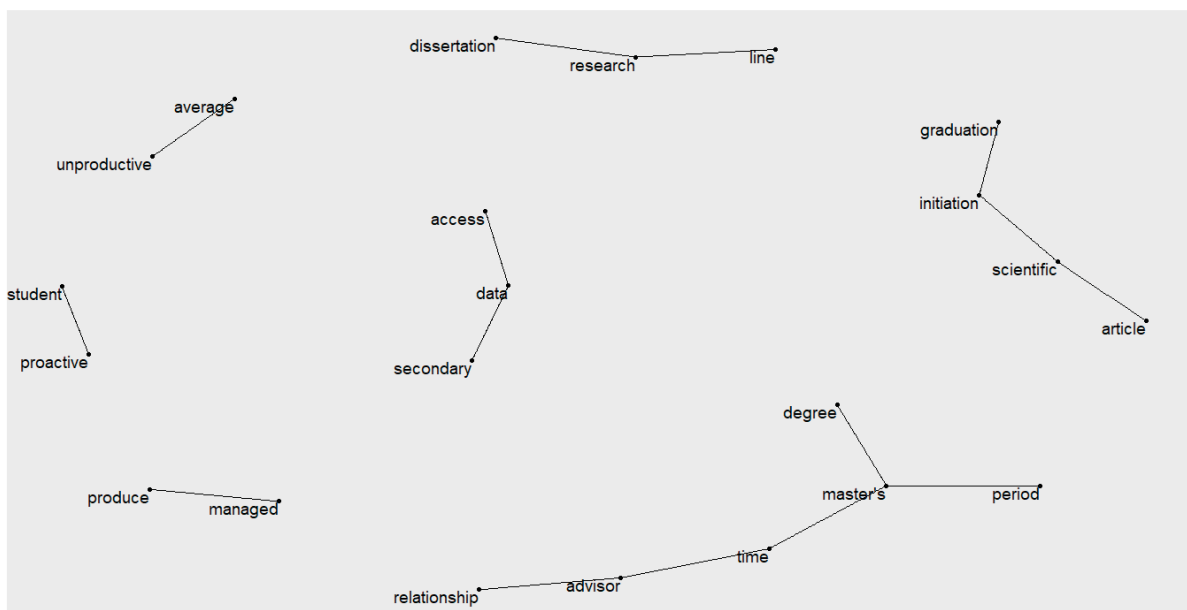 dissertation
research
line
average
unproductive
graduation
initiation
scientific
article
access
data
secondary
student
proactive
degree
master's
period
produce
managed
time
advisor
relationship